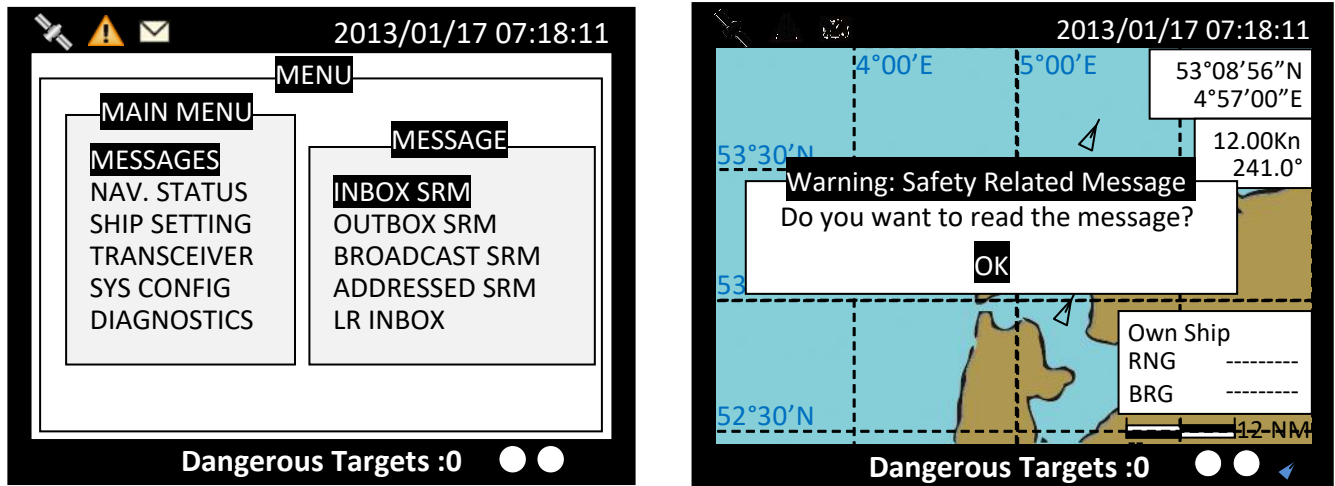 2013/01/17 07:18:11
MENU
MAIN MENU
MESSAGES
NAV. STATUS
SHIP SETTING
TRANSCEIVER
SYS CONFIG
DIAGNOSTICS
MESSAGE
INBOX SRM
OUTBOX SRM
BROADCAST SRM
ADDRESSED SRM
LR INBOX
Dangerous Targets :0
2013/01/17 07:18:11
4°00’E
5°00’E
53°08’56”N
4°57’00”E
12.00Kn
241.0°
53°30’N
Warning: Safety Related Message
Do you want to read the message?
OK
53
Own Ship
RNG ---------
BRG ---------
52°30’N
12 NM
Dangerous Targets :0